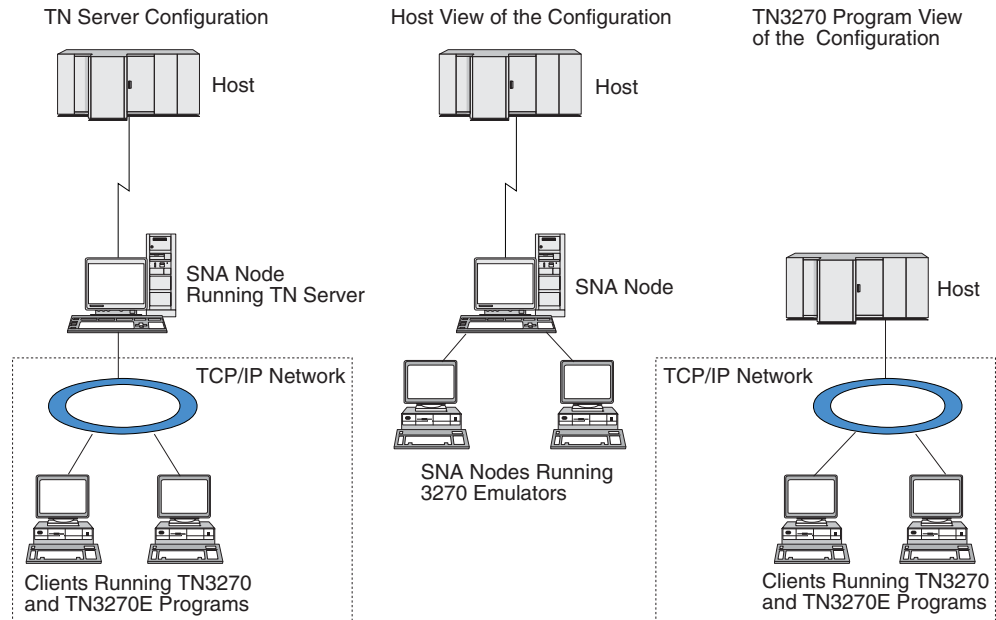 TN Server Configuration
Host
SNA Node
Running TN Server
TCP/IP Network
Clients Running TN3270
and TN3270E Programs
Host View of the Configuration
Host
SNA Node
SNA Nodes Running
3270 Emulators
TN3270 Program View
of the Configuration
Host
TCP/IP Network
Clients Running TN3270
and TN3270E Programs